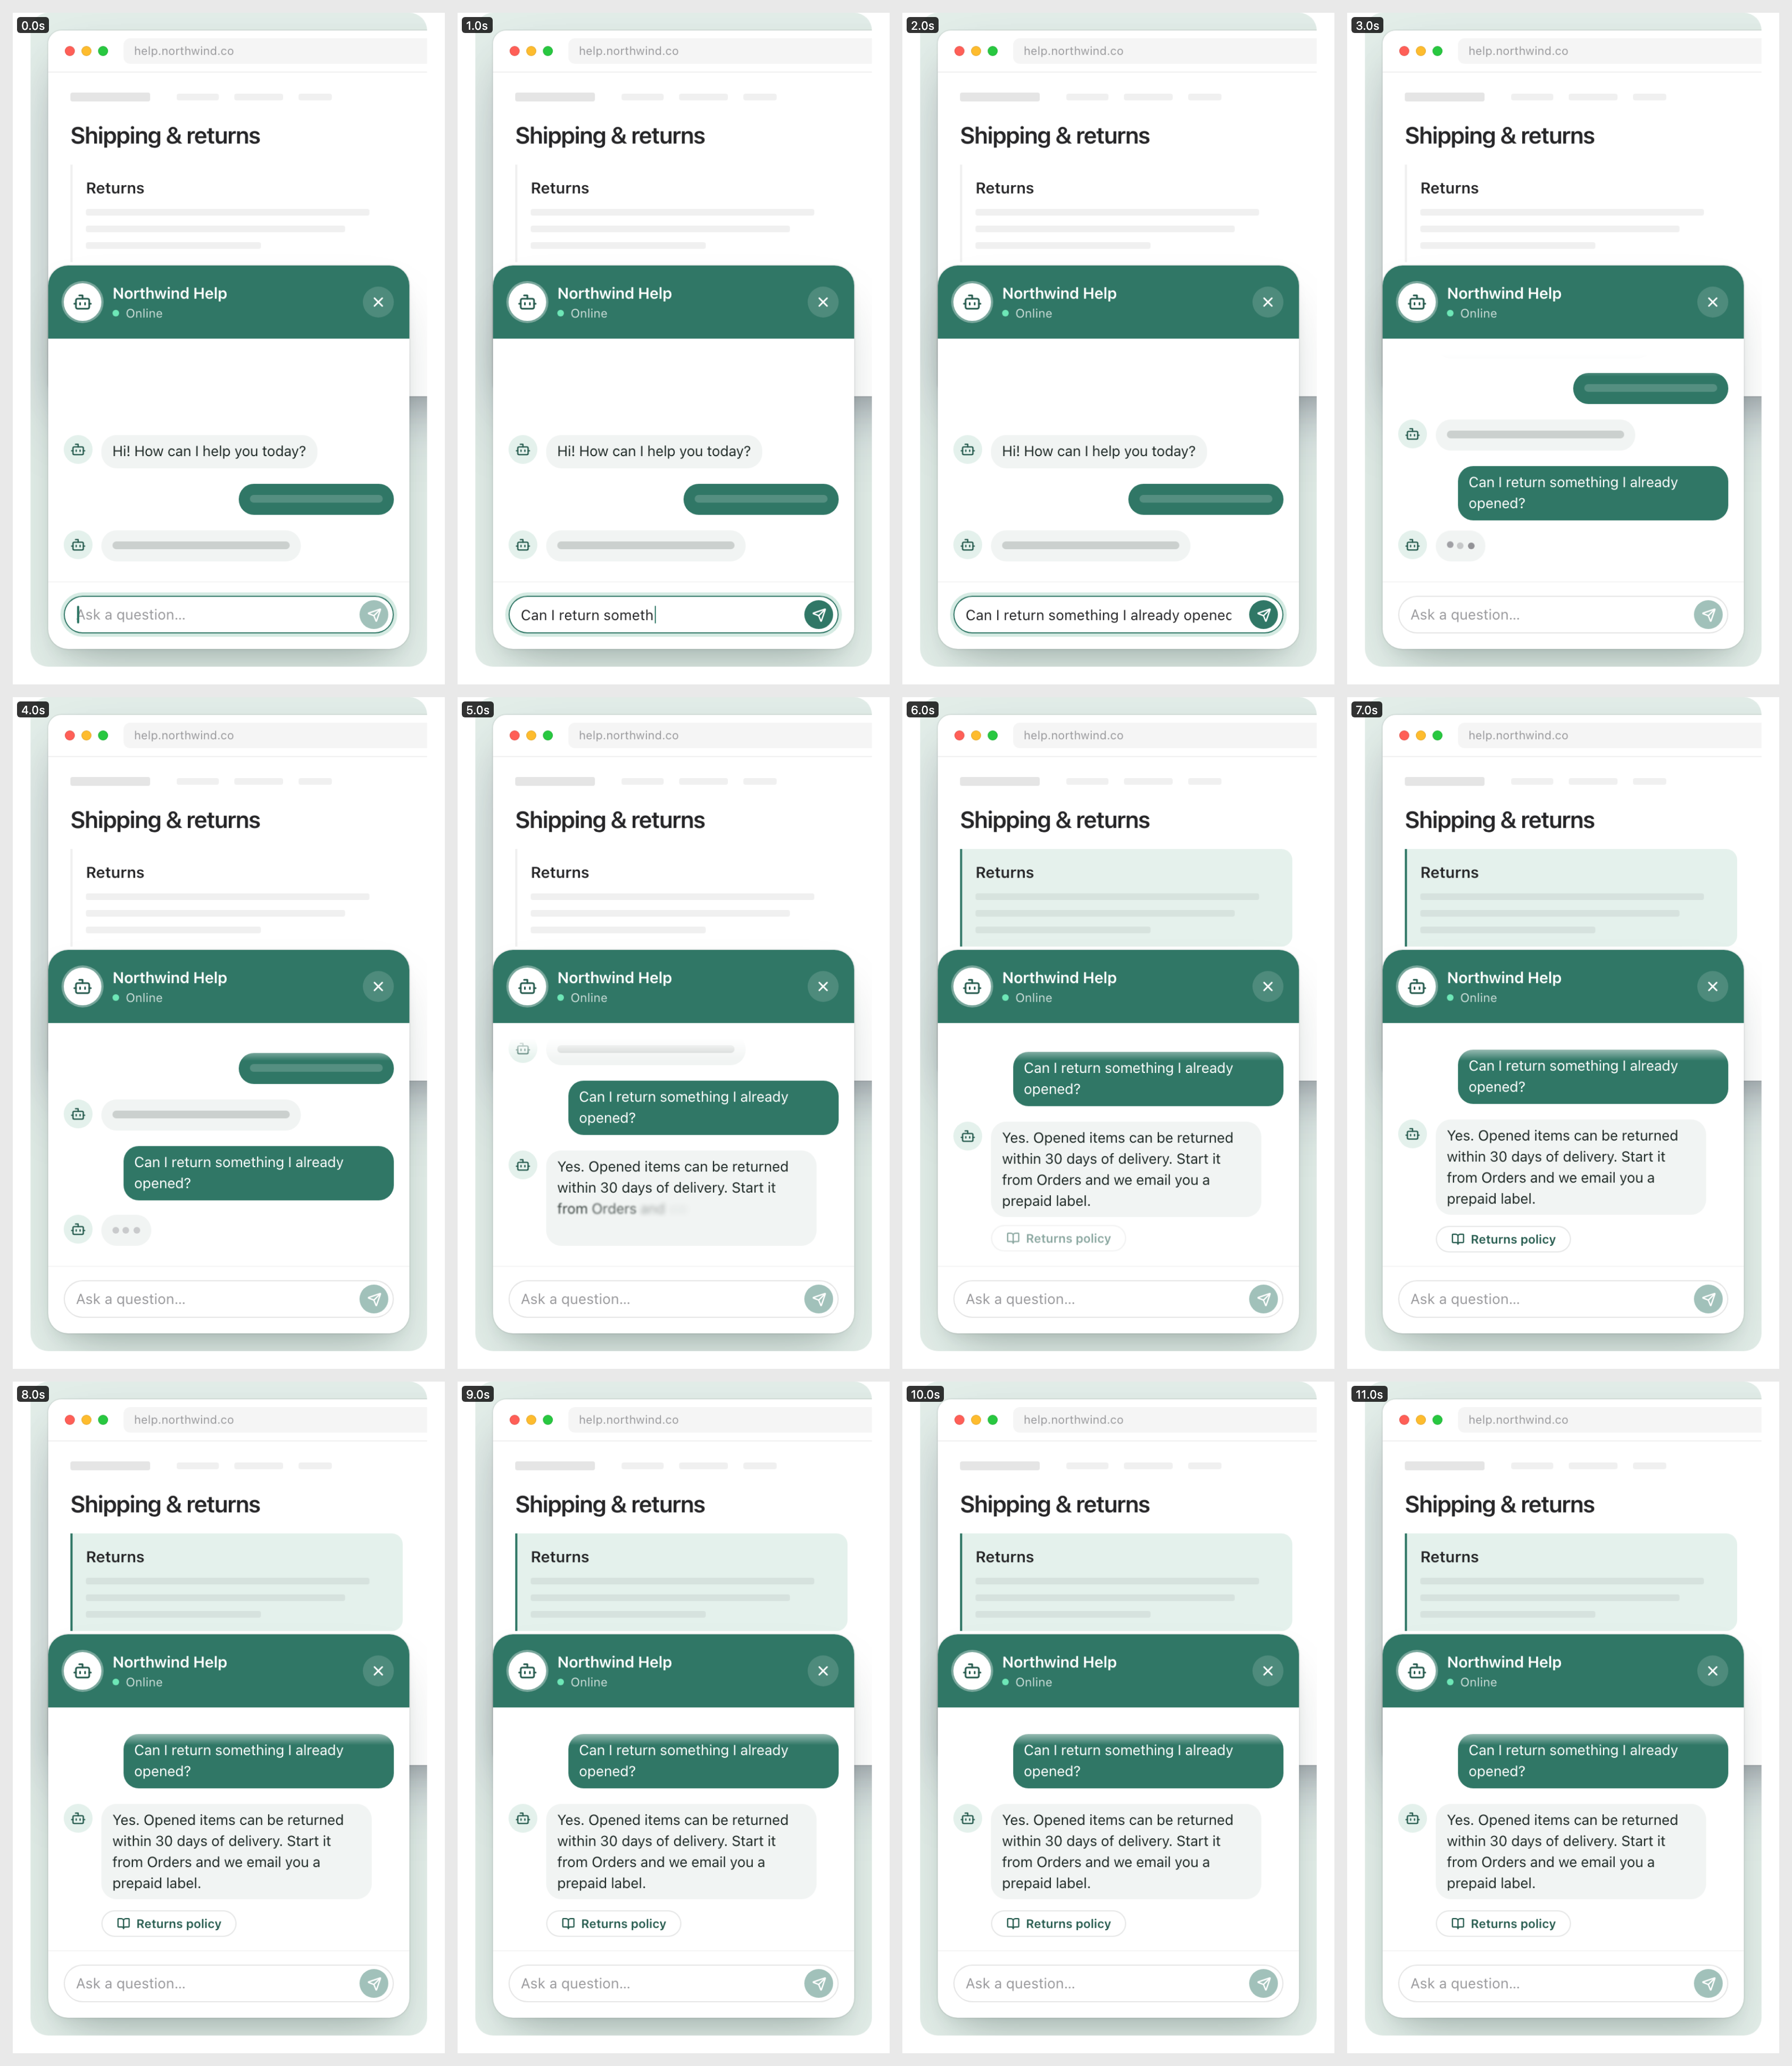 0.0s
help.northwind.co
Shipping & returns
Returns
Northwind Help
Online
Hi! How can I help you today?
Ask a question...
1.0s
help.northwind.co
Shipping & returns
Returns
Northwind Help
Online
Hi! How can I help you today?
Can I return someth
2.0s
help.northwind.co
Shipping & returns
Returns
Northwind Help
Online
Hi! How can I help you today?
Can I return something I already openec
3.0s
help.northwind.co
Shipping & returns
Returns
Northwind Help
Online
Can I return something I already
opened?
Ask a question...
4.0s
help.northwind.co
Shipping & returns
Returns
Northwind Help
Online
Can I return something I already
opened?
Ask a question...
5.0s
help.northwind.co
Shipping & returns
Returns
Northwind Help
Online
Can I return something I already
opened?
Yes. Opened items can be returned
within 30 days of delivery. Start it
from Orders and
Ask a question...
6.0s
help.northwind.co
Shipping & returns
Returns
Northwind Help
Online
Can I return something I already
opened?
Yes. Opened items can be returned
within 30 days of delivery. Start it
from Orders and we email you a
prepaid label.
Returns policy
Ask a question...
7.0s
help.northwind.co
Shipping & returns
Returns
Northwind Help
Online
Can I return something I already
opened?
Yes. Opened items can be returned
within 30 days of delivery. Start it
from Orders and we email you a
prepaid label.
Returns policy
Ask a question...
8.0s
help.northwind.co
Shipping & returns
Returns
Northwind Help
Online
Can I return something I already
opened?
Yes. Opened items can be returned
within 30 days of delivery. Start it
from Orders and we email you a
prepaid label.
Returns policy
Ask a question...
9.0s
help.northwind.co
Shipping & returns
Returns
Northwind Help
Online
Can I return something I already
opened?
Yes. Opened items can be returned
within 30 days of delivery. Start it
from Orders and we email you a
prepaid label.
Returns policy
Ask a question...
10.0s
help.northwind.co
Shipping & returns
Returns
Northwind Help
Online
Can I return something I already
opened?
Yes. Opened items can be returned
within 30 days of delivery. Start it
from Orders and we email you a
prepaid label.
Returns policy
Ask a question...
11.0s
help.northwind.co
Shipping & returns
Returns
Northwind Help
Online
Can I return something I already
opened?
Yes. Opened items can be returned
within 30 days of delivery. Start it
from Orders and we email you a
prepaid label.
Returns policy
Ask a question...